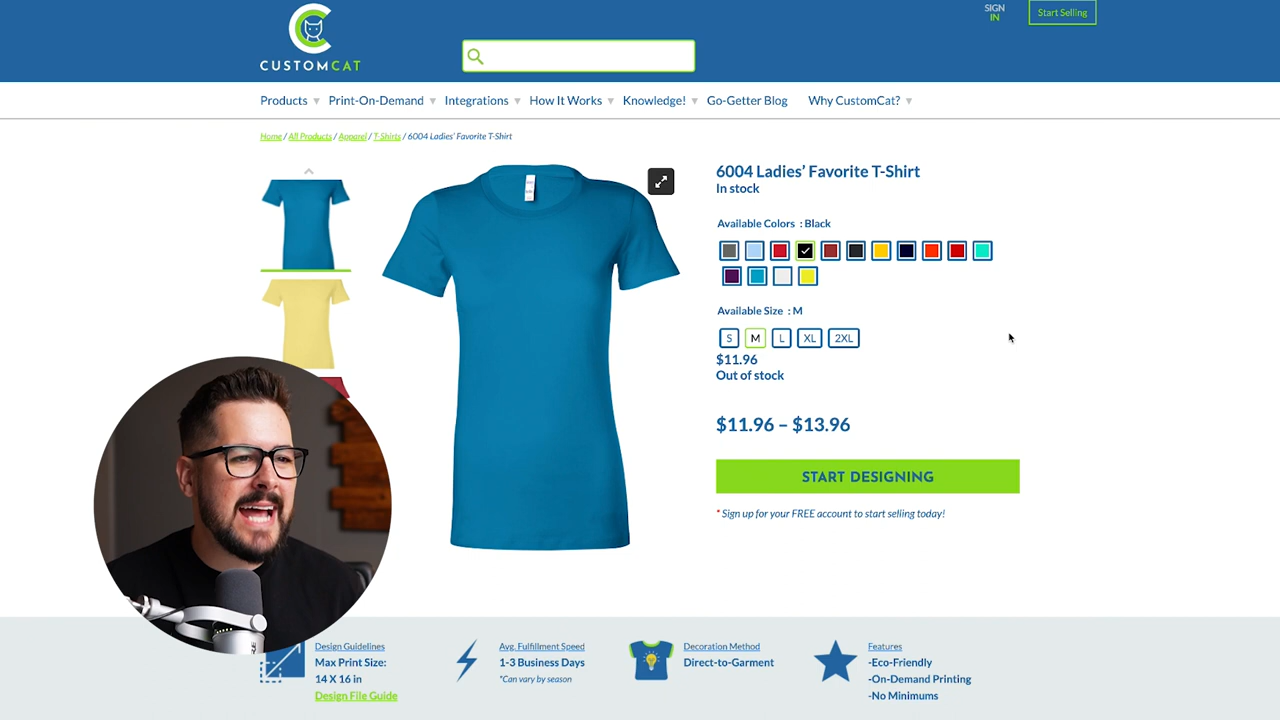 CUSTOMCAT
SIGN IN
Start Selling
Products Print-On-Demand Integrations How It Works Knowledge! Go-Getter Blog Why CustomCat?
Home / All Products / Apparel / T-Shirts / 6004 Ladies' Favorite T-Shirt
6004 Ladies' Favorite T-Shirt
In stock
Available Colors : Black
Available Size : M
S M L XL 2XL
$11.96
Out of stock
$11.96 – $13.96
START DESIGNING
* Sign up for your FREE account to start selling today!
Design Guidelines
Max Print Size:
14 X 16 in
Design File Guide
Avg. Fulfillment Speed
1-3 Business Days
*Can vary by season
Decoration Method
Direct-to-Garment
Features
-Eco-Friendly
-On-Demand Printing
-No Minimums